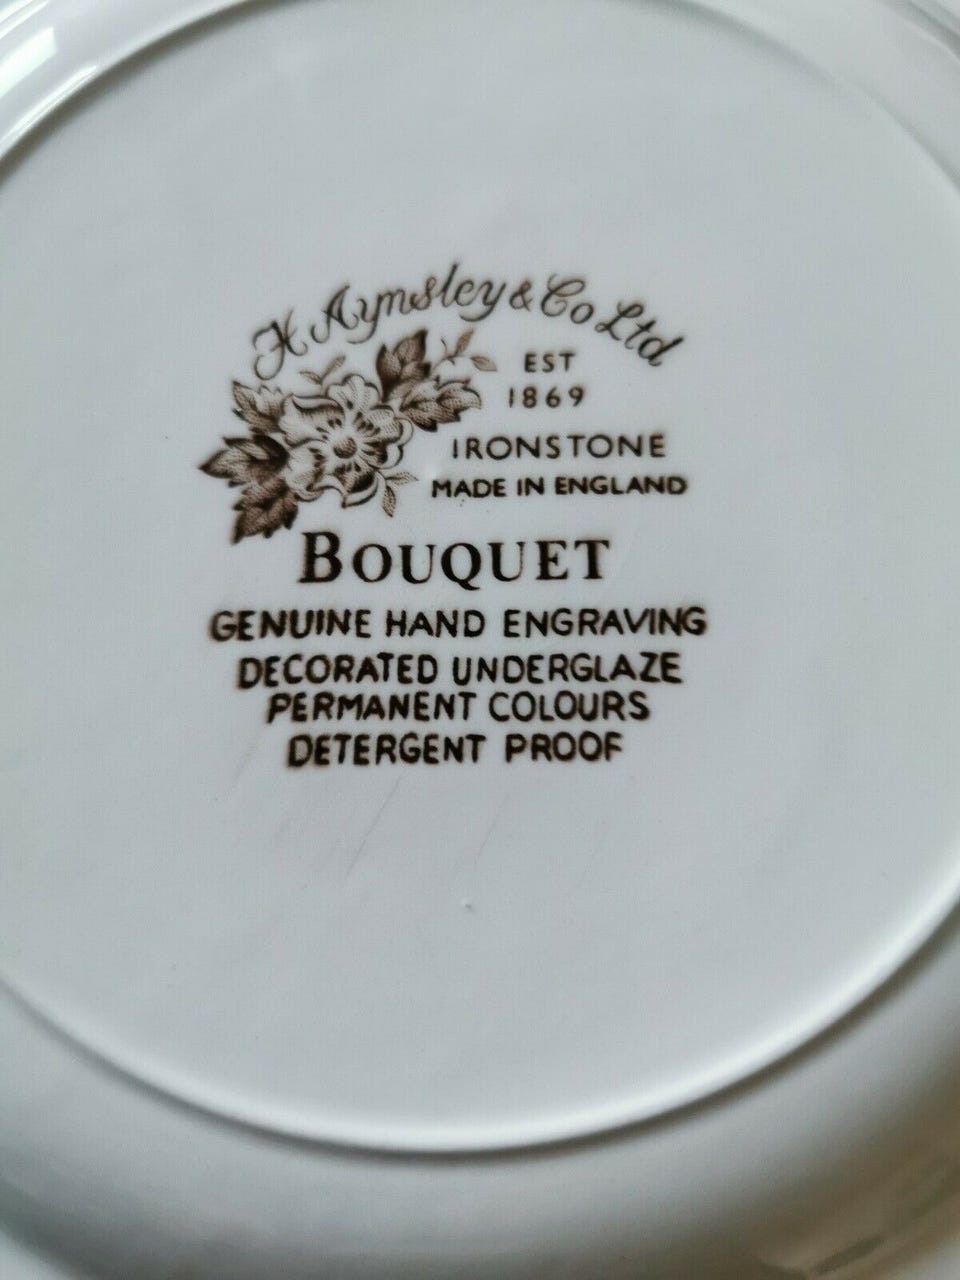 H Aynsley & Co Ltd
EST
1869
IRONSTONE
MADE IN ENGLAND
BOUQUET
GENUINE HAND ENGRAVING
DECORATED UNDERGLAZE
PERMANENT COLOURS
DETERGENT PROOF